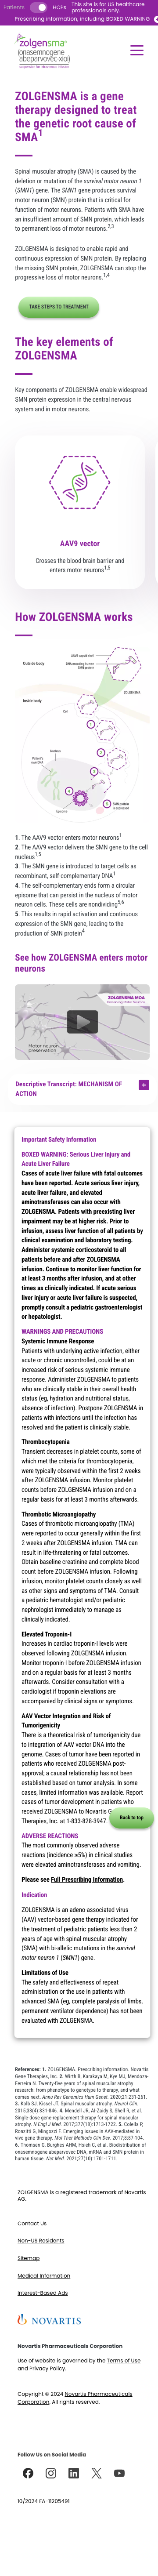 Patients HCPs This site is for US healthcare
professionals only.
Prescribing Information, including BOXED WARNING
zolgensma®
(onasemnogene
abeparvovec-xioi)
ZOLGENSMA is a gene
therapy designed to treat
the genetic root cause of
SMA1
Spinal muscular atrophy (SMA) is caused by the
deletion or mutation of the survival motor neuron 1
(SMN1) gene. The SMN1 gene produces survival
motor neuron (SMN) protein that is critical for
function of motor neurons. Patients with SMA have
an insufficient amount of SMN protein, which leads
to permanent loss of motor neurons.2,3
ZOLGENSMA is designed to enable rapid and
continuous expression of the SMN protein. By replacing
the missing SMN protein, ZOLGENSMA can stop the
progressive loss of motor neurons.1,4
TAKE STEPS TO TREATMENT
The key elements of
ZOLGENSMA
Key components of ZOLGENSMA enable widespread
SMN protein expression in the central nervous
system and in motor neurons.
AAV9 vector
Crosses the blood-brain barrier and
enters motor neurons1,5
How ZOLGENSMA works
Outside body
Inside body
ZOLGENSMA
Cell
Nucleus
Episome
1. The AAV9 vector enters motor neurons1
2. The AAV9 vector delivers the SMN gene to the cell
nucleus1,5
3. The SMN gene is introduced to target cells as
recombinant, self-complementary DNA1
4. The self-complementary DNA forms a circular
episome that can persist in the nucleus of motor
neuron cells. These cells are nondividing5,6
5. This results in rapid activation and continuous
expression of the SMN gene, leading to the
production of SMN protein4
See how ZOLGENSMA enters motor
neurons
ZOLGENSMA MOA
Motor neuron
preservation
Descriptive Transcript: MECHANISM OF
ACTION
Important Safety Information
BOXED WARNING: Serious Liver Injury and
Acute Liver Failure
Cases of acute liver failure with fatal outcomes
have been reported. Acute serious liver injury,
acute liver failure, and elevated
aminotransferases can also occur with
ZOLGENSMA. Patients with preexisting liver
impairment may be at higher risk. Prior to
infusion, assess liver function of all patients by
clinical examination and laboratory testing.
Administer systemic corticosteroid to all
patients before and after ZOLGENSMA
infusion. Continue to monitor liver function for
at least 3 months after infusion, and at other
times as clinically indicated. If acute serious
liver injury or acute liver failure is suspected,
promptly consult a pediatric gastroenterologist
or hepatologist.
WARNINGS AND PRECAUTIONS
Systemic Immune Response
Patients with underlying active infection, either
acute or chronic uncontrolled, could be at an
increased risk of serious systemic immune
response. Administer ZOLGENSMA to patients
who are clinically stable in their overall health
status (eg, hydration and nutritional status,
absence of infection). Postpone ZOLGENSMA in
patients with infections until the infection has
resolved and the patient is clinically stable.
Thrombocytopenia
Transient decreases in platelet counts, some of
which met the criteria for thrombocytopenia,
were typically observed within the first 2 weeks
after ZOLGENSMA infusion. Monitor platelet
counts before ZOLGENSMA infusion and on a
regular basis for at least 3 months afterwards.
Thrombotic Microangiopathy
Cases of thrombotic microangiopathy (TMA)
were reported to occur generally within the first
2 weeks after ZOLGENSMA infusion. TMA can
result in life-threatening or fatal outcomes.
Obtain baseline creatinine and complete blood
count before ZOLGENSMA infusion. Following
infusion, monitor platelet counts closely as well
as other signs and symptoms of TMA. Consult
a pediatric hematologist and/or pediatric
nephrologist immediately to manage as
clinically indicated.
Elevated Troponin-I
Increases in cardiac troponin-I levels were
observed following ZOLGENSMA infusion.
Monitor troponin-I before ZOLGENSMA infusion
and on a regular basis for at least 3 months
afterwards. Consider consultation with a
cardiologist if troponin elevations are
accompanied by clinical signs or symptoms.
AAV Vector Integration and Risk of
Tumorigenicity
There is a theoretical risk of tumorigenicity due
to integration of AAV vector DNA into the
genome. Cases of tumor have been reported in
patients who received ZOLGENSMA post-
approval; a causal relationship has not been
established based on tumor analysis. In some
cases, limited information was available. Report
cases of tumor development in patients who
received ZOLGENSMA to Novartis G
Therapies, Inc. at 1-833-828-3947.
Back to top
ADVERSE REACTIONS
The most commonly observed adverse
reactions (incidence ≥5%) in clinical studies
were elevated aminotransferases and vomiting.
Please see Full Prescribing Information.
Indication
ZOLGENSMA is an adeno-associated virus
(AAV) vector-based gene therapy indicated for
the treatment of pediatric patients less than 2
years of age with spinal muscular atrophy
(SMA) with bi-allelic mutations in the survival
motor neuron 1 (SMN1) gene.
Limitations of Use
The safety and effectiveness of repeat
administration or the use in patients with
advanced SMA (eg, complete paralysis of limbs,
permanent ventilator dependence) has not
been evaluated with ZOLGENSMA.
References: 1. ZOLGENSMA. Prescribing information. Novartis
Gene Therapies, Inc. 2. Wirth B, Karakaya M, Kye MJ, Mendoza-
Ferreira N. Twenty-five years of spinal muscular atrophy
research: from phenotype to genotype to therapy, and what
comes next. Annu Rev Genomics Hum Genet. 2020;21:231-261.
3. Kolb SJ, Kissel JT. Spinal muscular atrophy. Neurol Clin.
2015;33(4):831-846. 4. Mendell JR, Al-Zaidy S, Shell R, et al.
Single-dose gene-replacement therapy for spinal muscular
atrophy. N Engl J Med. 2017;377(18):1713-1722. 5. Colella P,
Ronzitti G, Mingozzi F. Emerging issues in AAV-mediated in
vivo gene therapy. Mol Ther Methods Clin Dev. 2017;8:87-104.
6. Thomsen G, Burghes AHM, Hsieh C, et al. Biodistribution of
onasemnogene abeparvovec DNA, mRNA and SMN protein in
human tissue. Nat Med. 2021;27(10):1701-1711.
ZOLGENSMA is a registered trademark of Novartis
AG.
Contact Us
Non-US Residents
Sitemap
Medical Information
Interest-Based Ads
NOVARTIS
Novartis Pharmaceuticals Corporation
Use of website is governed by the Terms of Use
and Privacy Policy.
Copyright © 2024 Novartis Pharmaceuticals
Corporation. All rights reserved.
Follow Us on Social Media
10/2024 FA-11205491